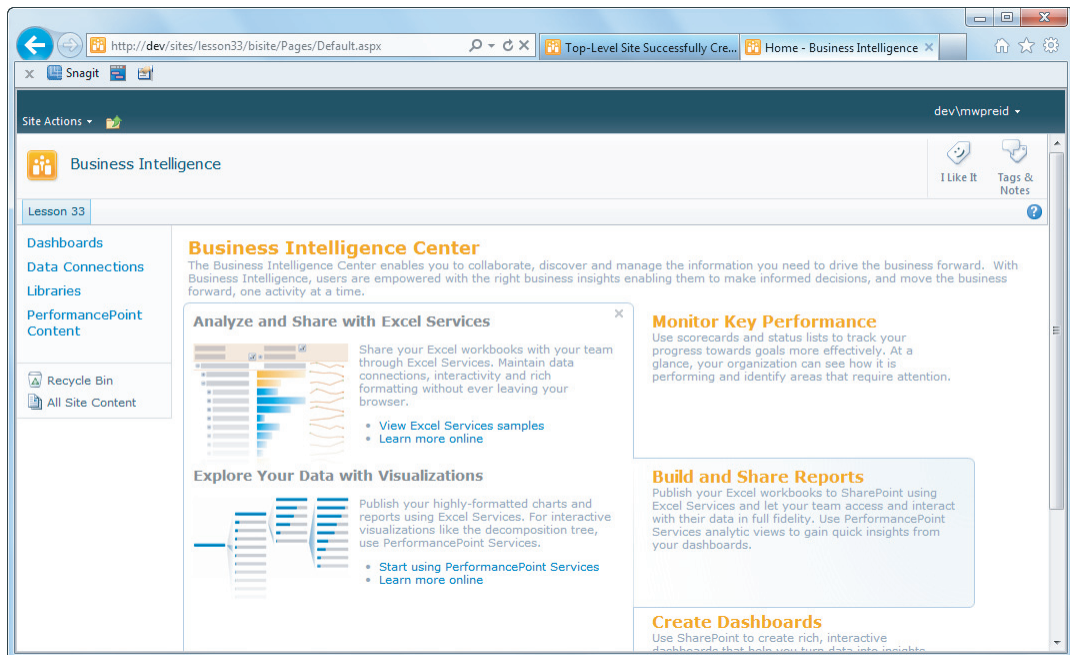 http://dev/sites/lesson33/bisite/Pages/Default.aspx
Top-Level Site Successfully Cre...
Home - Business Intelligence
x Snagit
dev\mwpreid
Site Actions
Business Intelligence
I Like It
Tags &
Notes
Lesson 33
Dashboards
Data Connections
Libraries
PerformancePoint
Content
Recycle Bin
All Site Content
Business Intelligence Center
The Business Intelligence Center enables you to collaborate, discover and manage the information you need to drive the business forward. With
Business Intelligence, users are empowered with the right business insights enabling them to make informed decisions, and move the business
forward, one activity at a time.
Analyze and Share with Excel Services
Share your Excel workbooks with your team
through Excel Services. Maintain data
connections, interactivity and rich
formatting without ever leaving your
browser.
• View Excel Services samples
• Learn more online
Explore Your Data with Visualizations
Publish your highly-formatted charts and
reports using Excel Services. For interactive
visualizations like the decomposition tree,
use PerformancePoint Services.
• Start using PerformancePoint Services
• Learn more online
Monitor Key Performance
Use scorecards and status lists to track your
progress towards goals more effectively. At a
glance, your organization can see how it is
performing and identify areas that require attention.
Build and Share Reports
Publish your Excel workbooks to SharePoint using
Excel Services and let your team access and interact
with their data in full fidelity. Use PerformancePoint
Services analytic views to gain quick insights from
your dashboards.
Create Dashboards
Use SharePoint to create rich, interactive
dashboards that help you turn data into insights